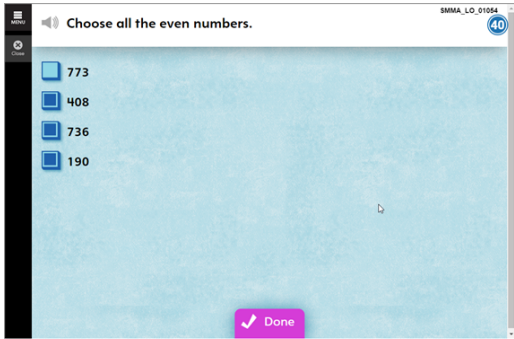 SMMA_LO_01054
MENU
Choose all the even numbers.
40
Close
773
408
736
190
Done